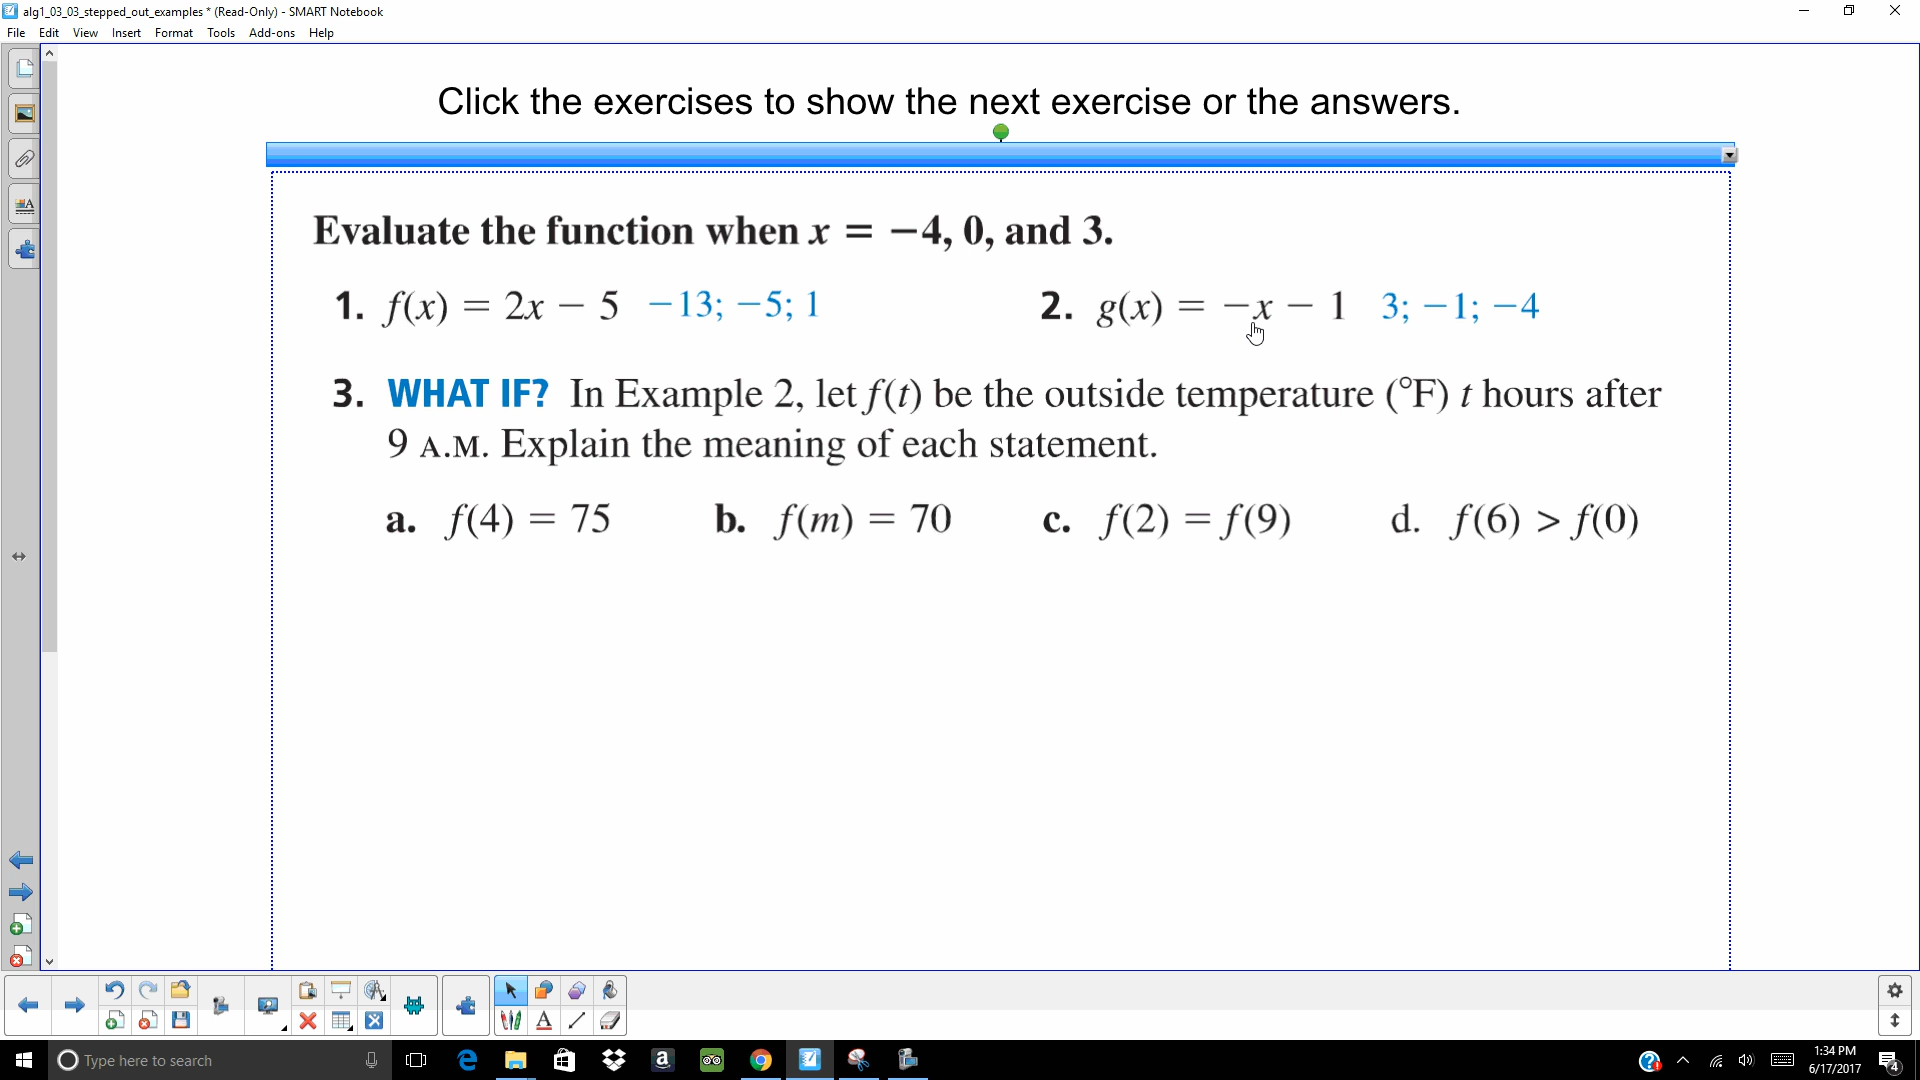 alg1_03_03_stepped_out_examples * (Read-Only) - SMART Notebook
File Edit View Insert Format Tools Add-ons Help
Click the exercises to show the next exercise or the answers.
Evaluate the function when x = −4, 0, and 3.
1. f(x) = 2x − 5 −13; −5; 1 2. g(x) = −x − 1 3; −1; −4
3. WHAT IF? In Example 2, let f(t) be the outside temperature (°F) t hours after
9 A.M. Explain the meaning of each statement.
a. f(4) = 75 b. f(m) = 70 c. f(2) = f(9) d. f(6) > f(0)
Type here to search
1:34 PM
6/17/2017
4